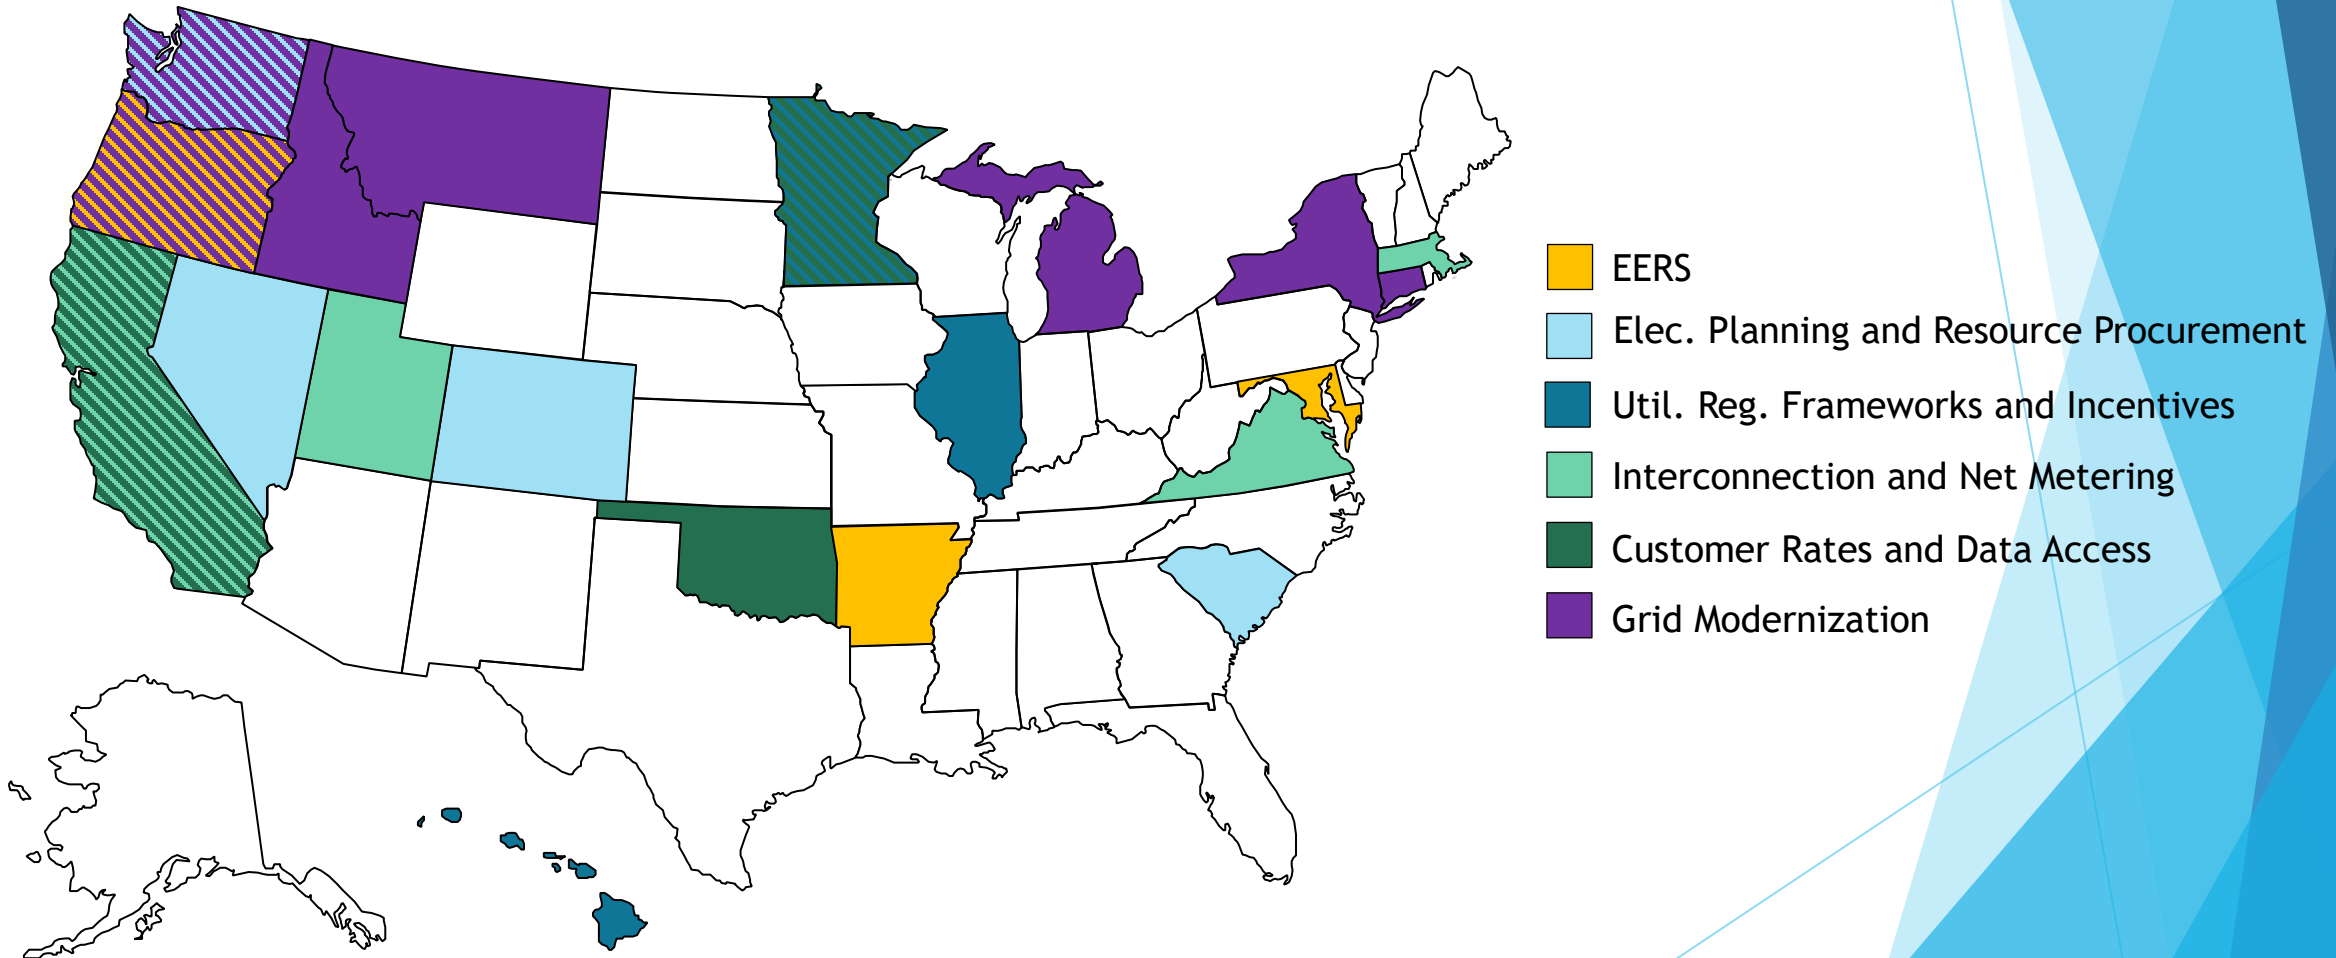 EERS
Elec. Planning and Resource Procurement
Util. Reg. Frameworks and Incentives
Interconnection and Net Metering
Customer Rates and Data Access
Grid Modernization